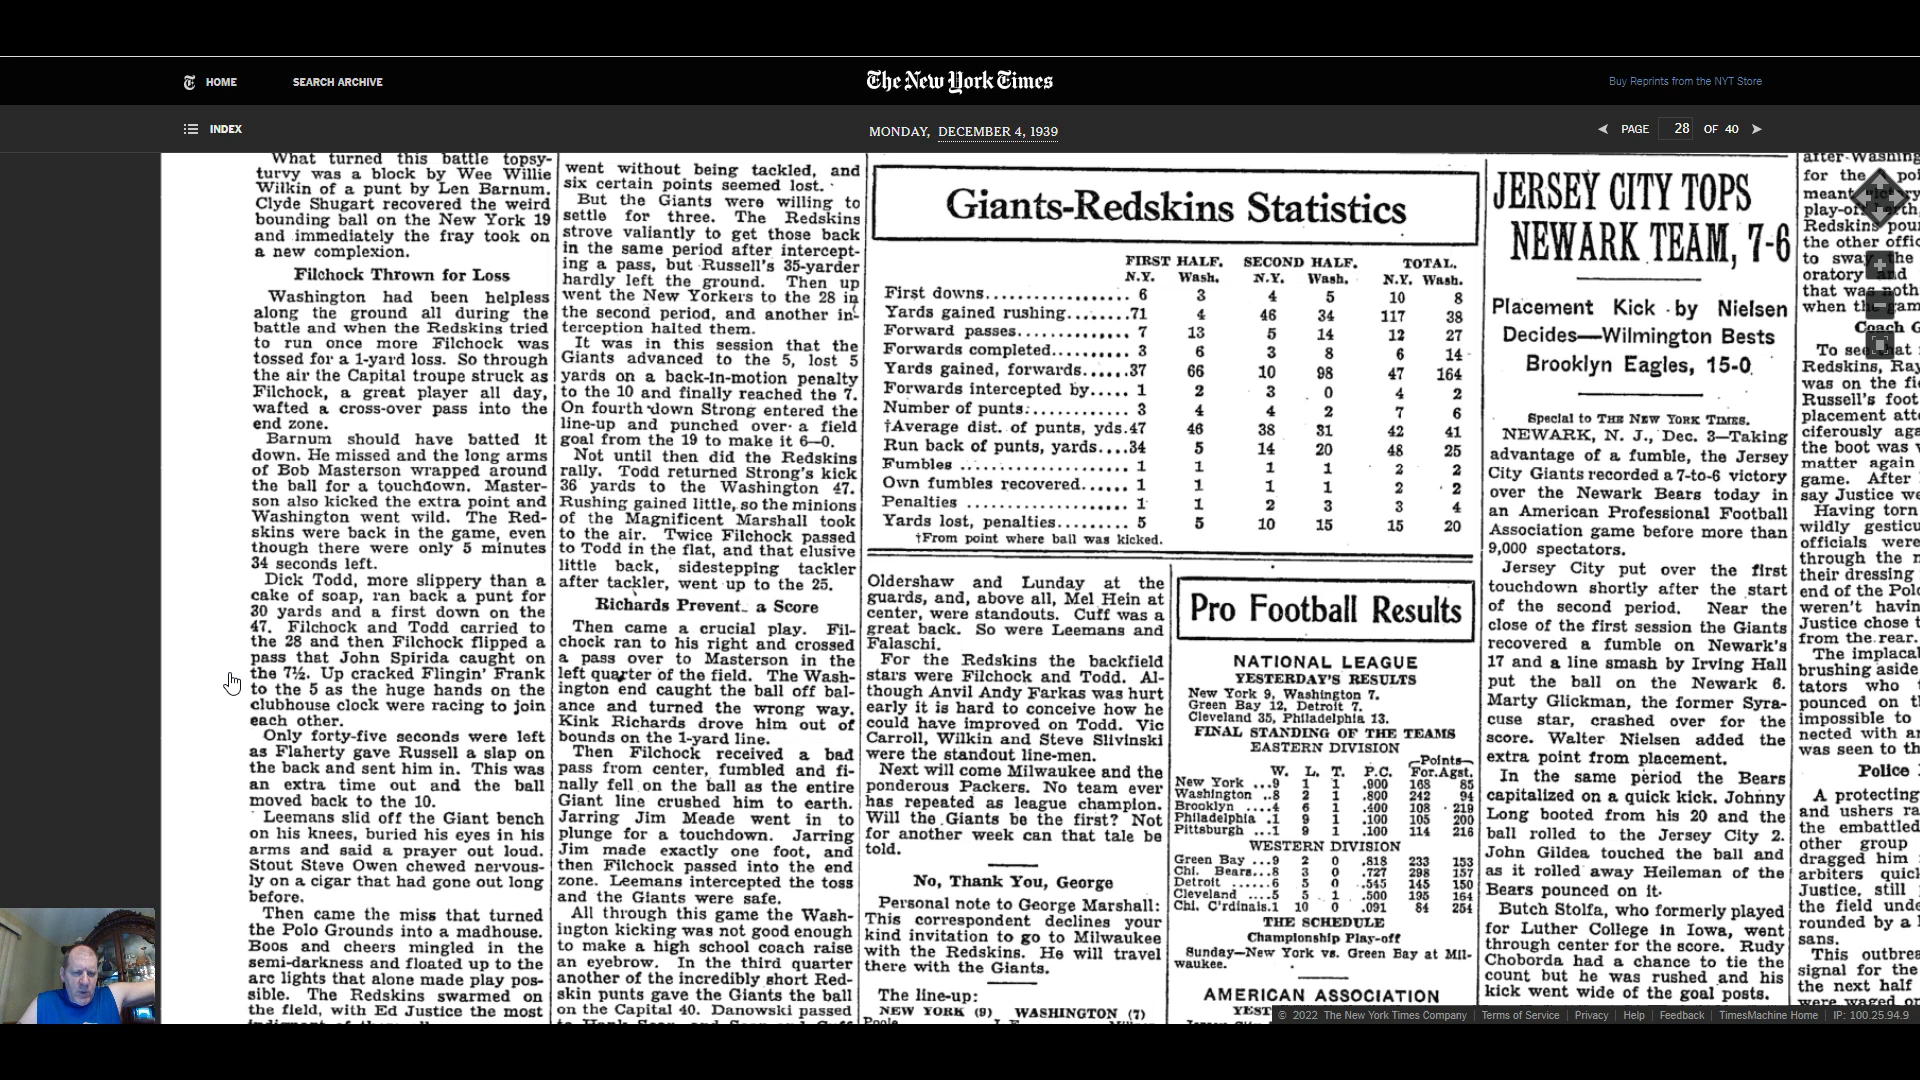 HOME
SEARCH ARCHIVE
The New York Times
Buy Reprints from the NYT Store
INDEX
MONDAY, DECEMBER 4, 1939
PAGE 28 OF 40
What turned this battle topsy-
turvy was a block by Wee Willie
Wilkin of a punt by Len Barnum.
Clyde Shugart recovered the weird
bounding ball on the New York 19
and immediately the fray took on
a new complexion.
Filchock Thrown for Loss
Washington had been helpless
along the ground all during the
battle and when the Redskins tried
to run once more Filchock was
tossed for a 1-yard loss. So through
the air the Capital troupe struck as
Filchock, a great player all day,
wafted a cross-over pass into the
end zone.
Barnum should have batted it
down. He missed and the long arms
of Bob Masterson wrapped around
the ball for a touchdown. Master-
son also kicked the extra point and
Washington went wild. The Red-
skins were back in the game, even
though there were only 5 minutes
34 seconds left.
Dick Todd, more slippery than a
cake of soap, ran back a punt for
30 yards and a first down on the
47. Filchock and Todd carried to
the 28 and then Filchock flipped a
pass that John Spirida caught on
the 7½. Up cracked Flingin' Frank
to the 5 as the huge hands on the
clubhouse clock were racing to join
each other.
Only forty-five seconds were left
as Flaherty gave Russell a slap on
the back and sent him in. This was
an extra time out and the ball
moved back to the 10.
Leemans slid off the Giant bench
on his knees, buried his eyes in his
arms and said a prayer out loud.
Stout Steve Owen chewed nervous-
ly on a cigar that had gone out long
before.
Then came the miss that turned
the Polo Grounds into a madhouse.
Boos and cheers mingled in the
semi-darkness and floated up to the
arc lights that alone made play pos-
sible. The Redskins swarmed on
the field, with Ed Justice the most
went without being tackled, and
six certain points seemed lost.
But the Giants were willing to
settle for three. The Redskins
strove valiantly to get those back
in the same period after intercept-
ing a pass, but Russell's 35-yarder
hardly left the ground. Then up
went the New Yorkers to the 28 in
the second period, and another in-
terception halted them.
It was in this session that the
Giants advanced to the 5, lost 5
yards on a back-in-motion penalty
to the 10 and finally reached the 7.
On fourth down Strong entered the
line-up and punched over a field
goal from the 19 to make it 6—0.
Not until then did the Redskins
rally. Todd returned Strong's kick
36 yards to the Washington 47.
Rushing gained little, so the minions
of the Magnificent Marshall took
to the air. Twice Filchock passed
to Todd in the flat, and that elusive
little back, sidestepping tackler
after tackler, went up to the 25.
Richards Prevent a Score
Then came a crucial play. Fil-
chock ran to his right and crossed
a pass over to Masterson in the
left quarter of the field. The Wash-
ington end caught the ball off bal-
ance and turned the wrong way.
Kink Richards drove him out of
bounds on the 1-yard line.
Then Filchock received a bad
pass from center, fumbled and fi-
nally fell on the ball as the entire
Giant line crushed him to earth.
Jarring Jim Meade went in to
plunge for a touchdown. Jarring
Jim made exactly one foot, and
then Filchock passed into the end
zone. Leemans intercepted the toss
and the Giants were safe.
All through this game the Wash-
ington kicking was not good enough
to make a high school coach raise
an eyebrow. In the third quarter
another of the incredibly short Red-
skin punts gave the Giants the ball
on the Capital 40. Danowski passed
Giants-Redskins Statistics
FIRST HALF. SECOND HALF. TOTAL.
N.Y. Wash. N.Y. Wash. N.Y. Wash.
First downs.................. 6 3 4 5 10 8
Yards gained rushing.......71 4 46 34 117 38
Forward passes.............. 7 13 5 14 12 27
Forwards completed.......... 3 6 3 8 6 14
Yards gained, forwards......37 66 10 98 47 164
Forwards intercepted by..... 1 2 3 0 4 2
Number of punts............. 3 4 4 2 7 6
†Average dist. of punts, yds.47 46 38 31 42 41
Run back of punts, yards....34 5 14 20 48 25
Fumbles .................... 1 1 1 1 2 2
Own fumbles recovered...... 1 1 1 1 2 2
Penalties .................. 1 1 2 3 3 4
Yards lost, penalties......... 5 5 10 15 15 20
†From point where ball was kicked.
Oldershaw and Lunday at the
guards, and, above all, Mel Hein at
center, were standouts. Cuff was a
great back. So were Leemans and
Falaschi.
For the Redskins the backfield
stars were Filchock and Todd. Al-
though Anvil Andy Farkas was hurt
early it is hard to conceive how he
could have improved on Todd. Vic
Carroll, Wilkin and Steve Slivinski
were the standout line-men.
Next will come Milwaukee and the
ponderous Packers. No team ever
has repeated as league champion.
Will the Giants be the first? Not
for another week can that tale be
told.
No, Thank You, George
Personal note to George Marshall:
This correspondent declines your
kind invitation to go to Milwaukee
with the Redskins. He will travel
there with the Giants.
The line-up:
NEW YORK (9) WASHINGTON (7)
Pro Football Results
NATIONAL LEAGUE
YESTERDAY'S RESULTS
New York 9, Washington 7.
Green Bay 12, Detroit 7.
Cleveland 35, Philadelphia 13.
FINAL STANDING OF THE TEAMS
EASTERN DIVISION
Points
W. L. T. P.C. For. Agst.
New York ...9 1 1 .900 168 85
Washington ..8 2 1 .800 242 94
Brooklyn ....4 6 1 .400 108 219
Philadelphia .1 9 1 .100 105 200
Pittsburgh ...1 9 1 .100 114 216
WESTERN DIVISION
Green Bay ...9 2 0 .818 233 153
Chi. Bears...8 3 0 .727 298 157
Detroit ......6 5 0 .545 145 150
Cleveland ....5 5 1 .500 195 164
Chi. C'rdinals.1 10 0 .091 84 254
THE SCHEDULE
Championship Play-off
Sunday—New York vs. Green Bay at Mil-
waukee.
AMERICAN ASSOCIATION
JERSEY CITY TOPS
NEWARK TEAM, 7-6
Placement Kick by Nielsen
Decides—Wilmington Bests
Brooklyn Eagles, 15-0
Special to THE NEW YORK TIMES.
NEWARK, N. J., Dec. 3—Taking
advantage of a fumble, the Jersey
City Giants recorded a 7-to-6 victory
over the Newark Bears today in
an American Professional Football
Association game before more than
9,000 spectators.
Jersey City put over the first
touchdown shortly after the start
of the second period. Near the
close of the first session the Giants
recovered a fumble on Newark's
17 and a line smash by Irving Hall
put the ball on the Newark 6.
Marty Glickman, the former Syra-
cuse star, crashed over for the
score. Walter Nielsen added the
extra point from placement.
In the same period the Bears
capitalized on a quick kick. Johnny
Long booted from his 20 and the
ball rolled to the Jersey City 2.
John Gildea touched the ball and
as it rolled away Heileman of the
Bears pounced on it.
Butch Stolfa, who formerly played
for Luther College in Iowa, went
through center for the score. Rudy
Choborda had a chance to tie the
count but he was rushed and his
kick went wide of the goal posts.
© 2022 The New York Times Company | Terms of Service | Privacy | Help | Feedback | TimesMachine Home | IP: 100.25.94.9